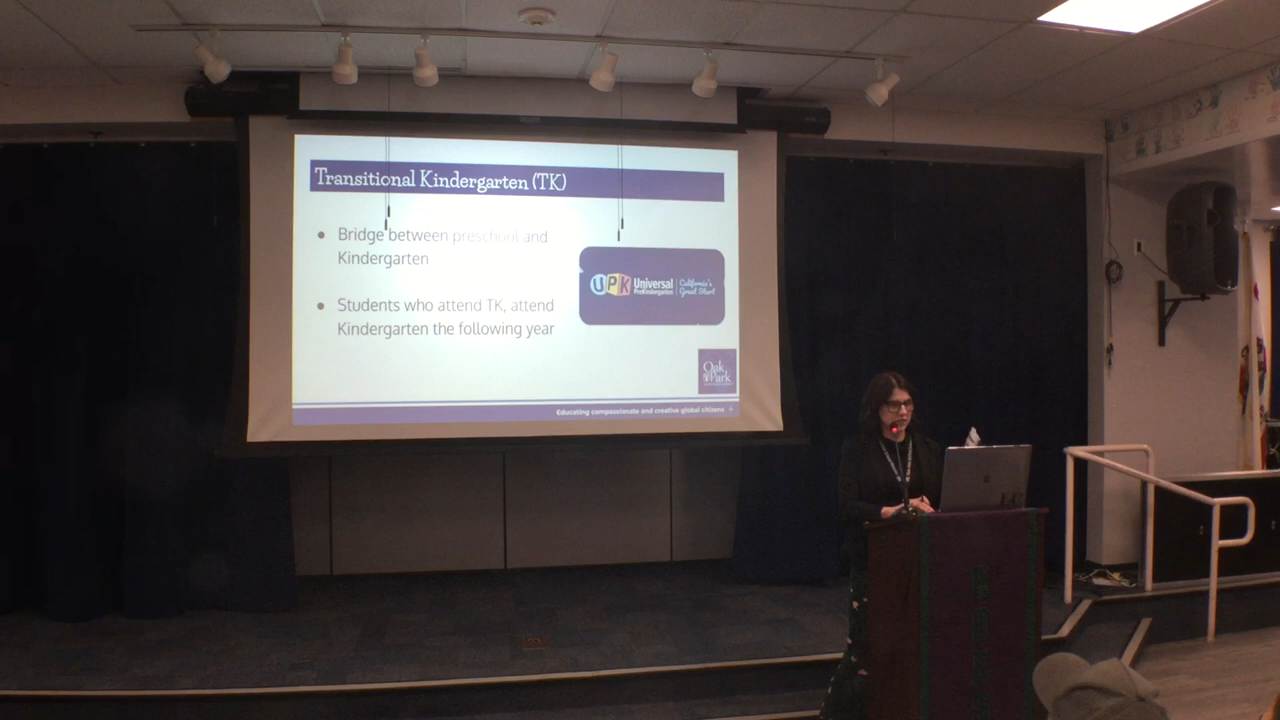 Transitional Kindergarten (TK)
● Bridge between preschool and
Kindergarten
● Students who attend TK, attend
Kindergarten the following year
UPK Universal
PreKindergarten
California's
Great Start
Oak
Park
Educating compassionate and creative global citizens